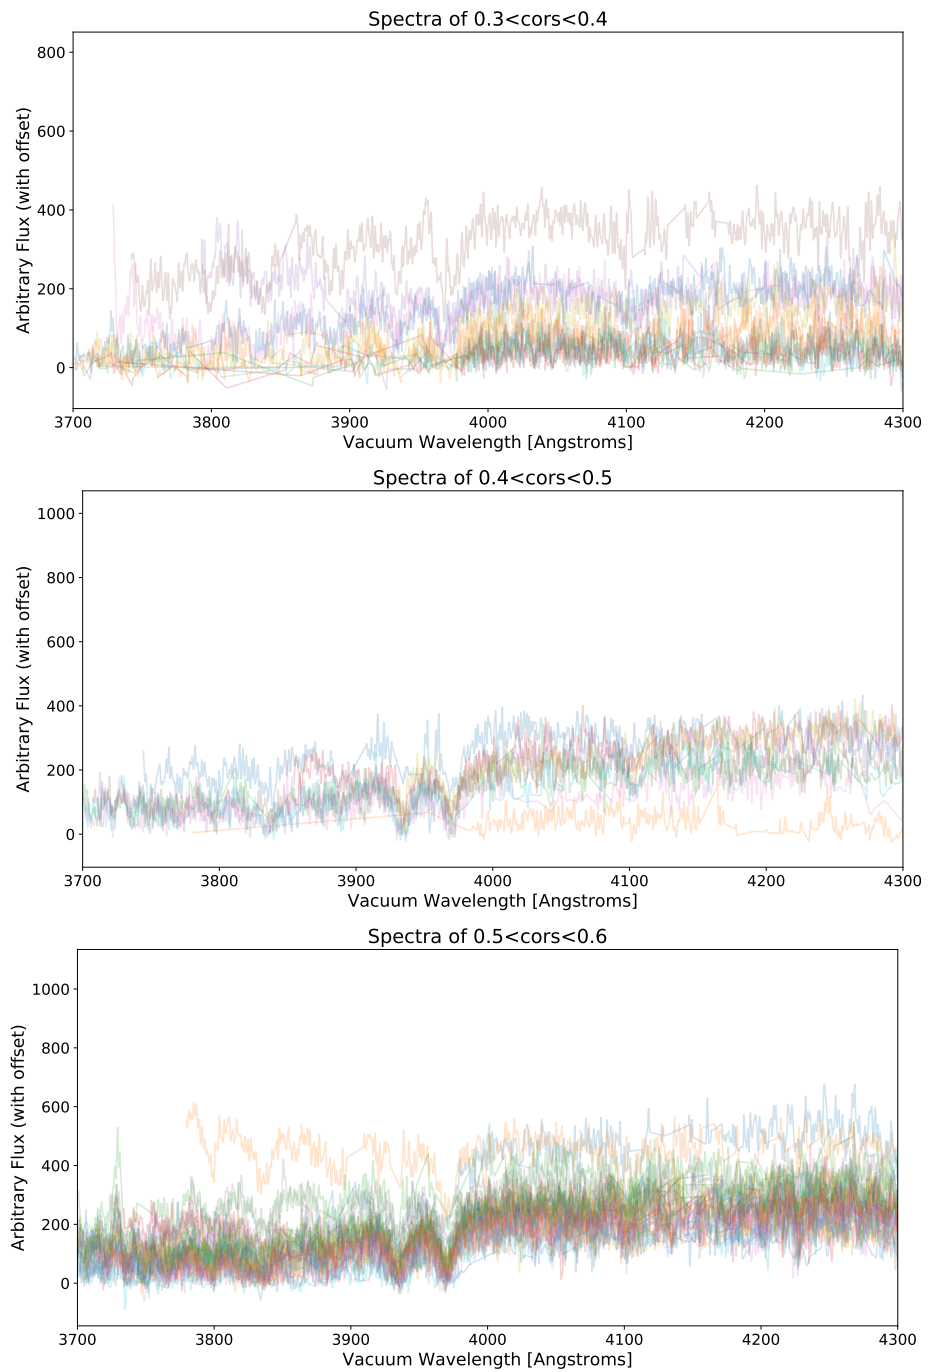 Spectra of 0.3<cors<0.4
800
600
400
200
0
Arbitrary Flux (with offset)
3700 3800 3900 4000 4100 4200 4300
Vacuum Wavelength [Angstroms]
Spectra of 0.4<cors<0.5
1000
800
600
400
200
0
Arbitrary Flux (with offset)
3700 3800 3900 4000 4100 4200 4300
Vacuum Wavelength [Angstroms]
Spectra of 0.5<cors<0.6
1000
800
600
400
200
0
Arbitrary Flux (with offset)
3700 3800 3900 4000 4100 4200 4300
Vacuum Wavelength [Angstroms]